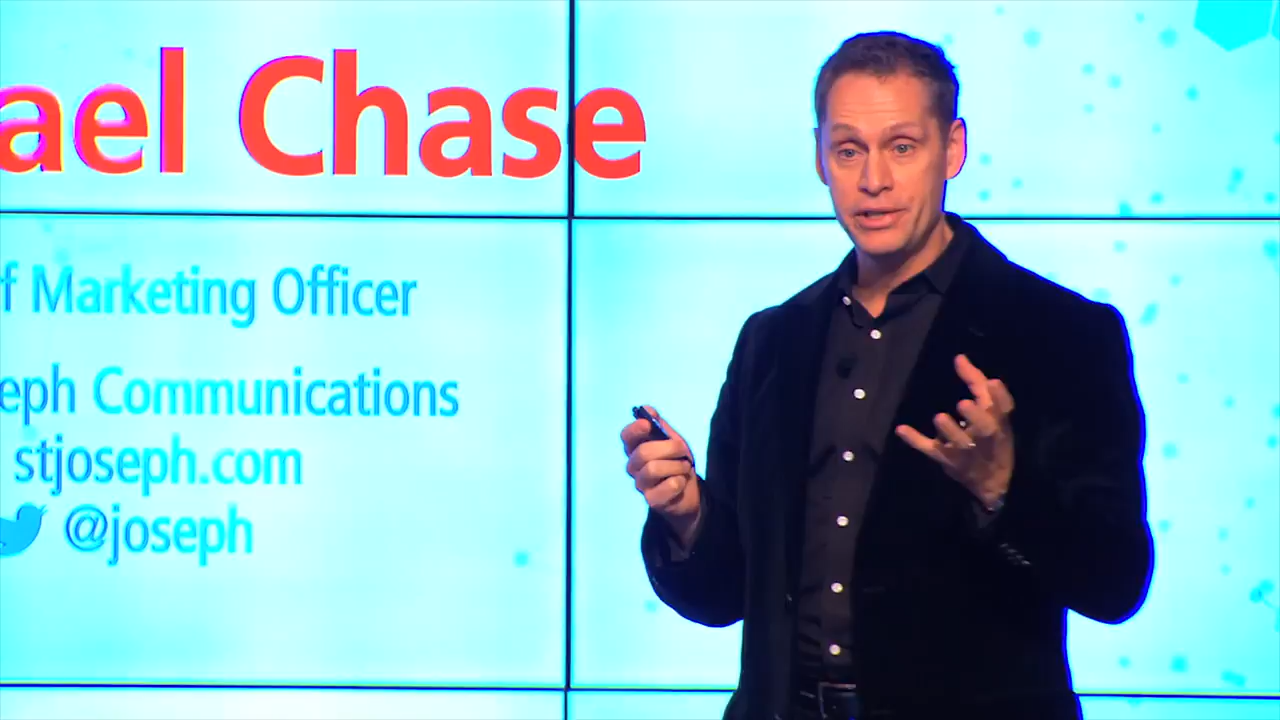 ael Chase
f Marketing Officer
eph Communications
stjoseph.com
@joseph